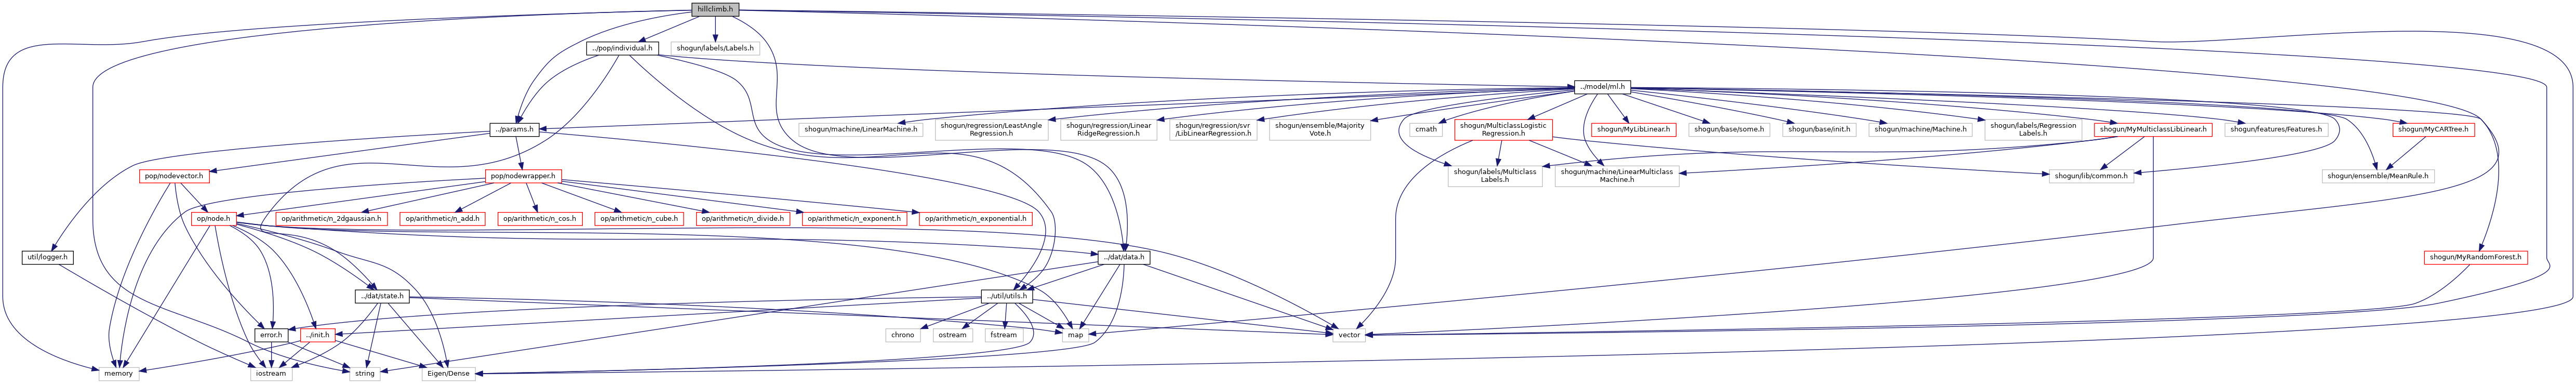 hillclimb.h
../pop/individual.h
shogun/labels/Labels.h
../model/ml.h
../params.h
shogun/machine/LinearMachine.h
shogun/regression/LeastAngle
Regression.h
shogun/regression/Linear
RidgeRegression.h
shogun/regression/svr
/LibLinearRegression.h
shogun/ensemble/Majority
Vote.h
cmath
shogun/MulticlassLogistic
Regression.h
shogun/MyLibLinear.h
shogun/base/some.h
shogun/base/init.h
shogun/machine/Machine.h
shogun/labels/Regression
Labels.h
shogun/MyMulticlassLibLinear.h
shogun/features/Features.h
shogun/MyCARTree.h
pop/nodevector.h
pop/nodewrapper.h
shogun/labels/Multiclass
Labels.h
shogun/machine/LinearMulticlass
Machine.h
shogun/lib/common.h
shogun/ensemble/MeanRule.h
op/node.h
op/arithmetic/n_2dgaussian.h
op/arithmetic/n_add.h
op/arithmetic/n_cos.h
op/arithmetic/n_cube.h
op/arithmetic/n_divide.h
op/arithmetic/n_exponent.h
op/arithmetic/n_exponential.h
util/logger.h
../dat/data.h
shogun/MyRandomForest.h
../dat/state.h
../util/utils.h
error.h
../init.h
chrono
ostream
fstream
map
vector
memory
iostream
string
Eigen/Dense